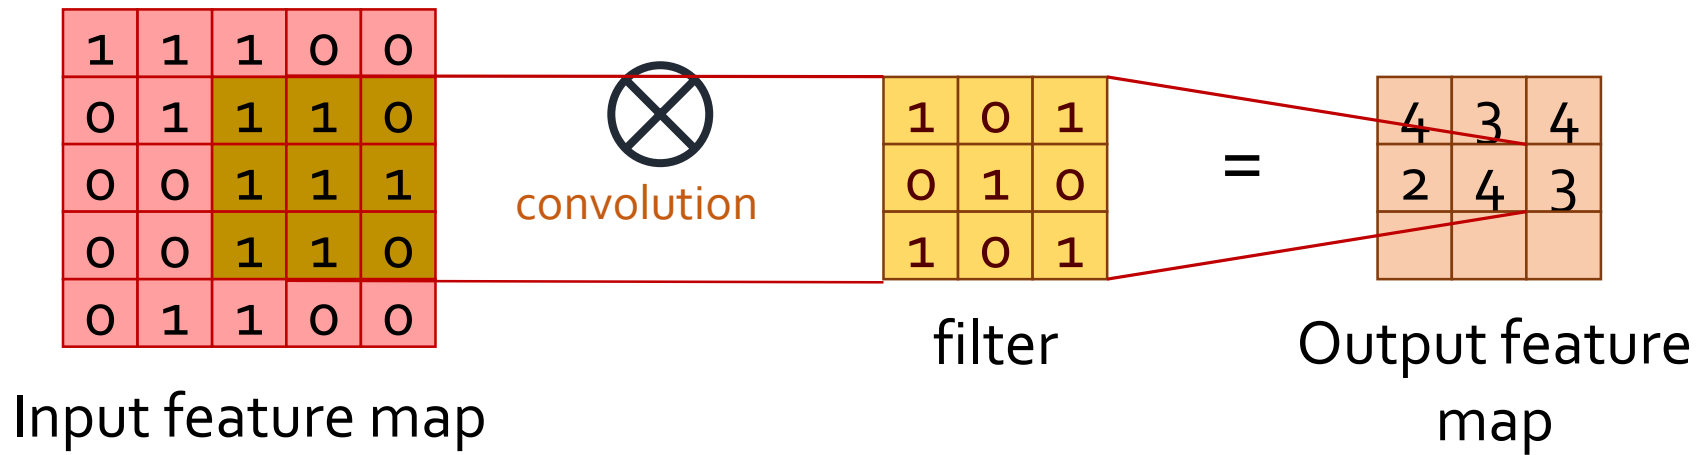 1 1 1 0 0
0 1 1 1 0
0 0 1 1 1
0 0 1 1 0
0 1 1 0 0
Input feature map
convolution
1 0 1
0 1 0
1 0 1
filter
=
4 3 4
2 4 3
Output feature
map